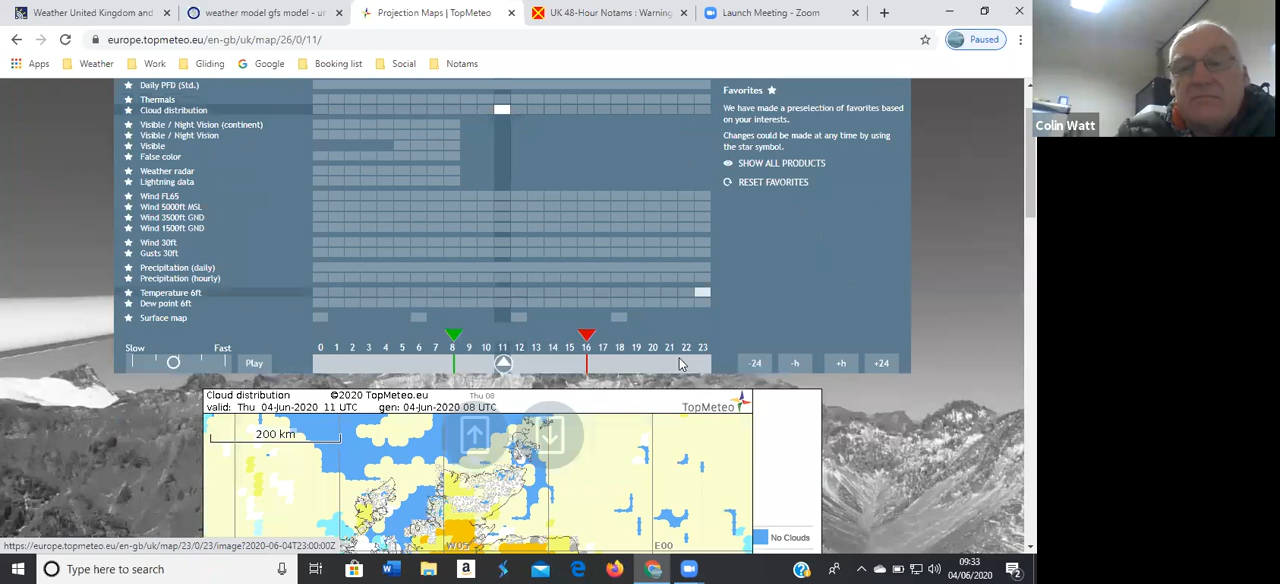 Weather United Kingdom and
weather model gfs model - ur
Projection Maps | TopMeteo
UK 48-Hour Notams : Warning
Launch Meeting - Zoom
europe.topmeteo.eu/en-gb/uk/map/26/0/11/
Paused
Apps
Weather
Work
Gliding
Google
Booking list
Social
Notams
Colin Watt
Daily PFD (Std.)
Thermals
Cloud distribution
Visible / Night Vision (continent)
Visible / Night Vision
Visible
False color
Weather radar
Lightning data
Wind FL65
Wind 5000ft MSL
Wind 3500ft GND
Wind 1500ft GND
Wind 30ft
Gusts 30ft
Precipitation (daily)
Precipitation (hourly)
Temperature 6ft
Dew point 6ft
Surface map
Favorites
We have made a preselection of favorites based
on your interests.
Changes could be made at any time by using
the star symbol.
SHOW ALL PRODUCTS
RESET FAVORITES
Slow Fast
Play
0 1 2 3 4 5 6 7 8 9 10 11 12 13 14 15 16 17 18 19 20 21 22 23
-24 -h +h +24
Cloud distribution ©2020 TopMeteo.eu Thu 08
valid: Thu 04-Jun-2020 11 UTC gen: 04-Jun-2020 08 UTC
TopMeteo
200 km
W05
E00
No Clouds
https://europe.topmeteo.eu/en-gb/uk/map/23/0/23/image?2020-06-04T23:00:00Z
Type here to search
09:33
04/06/2020
2